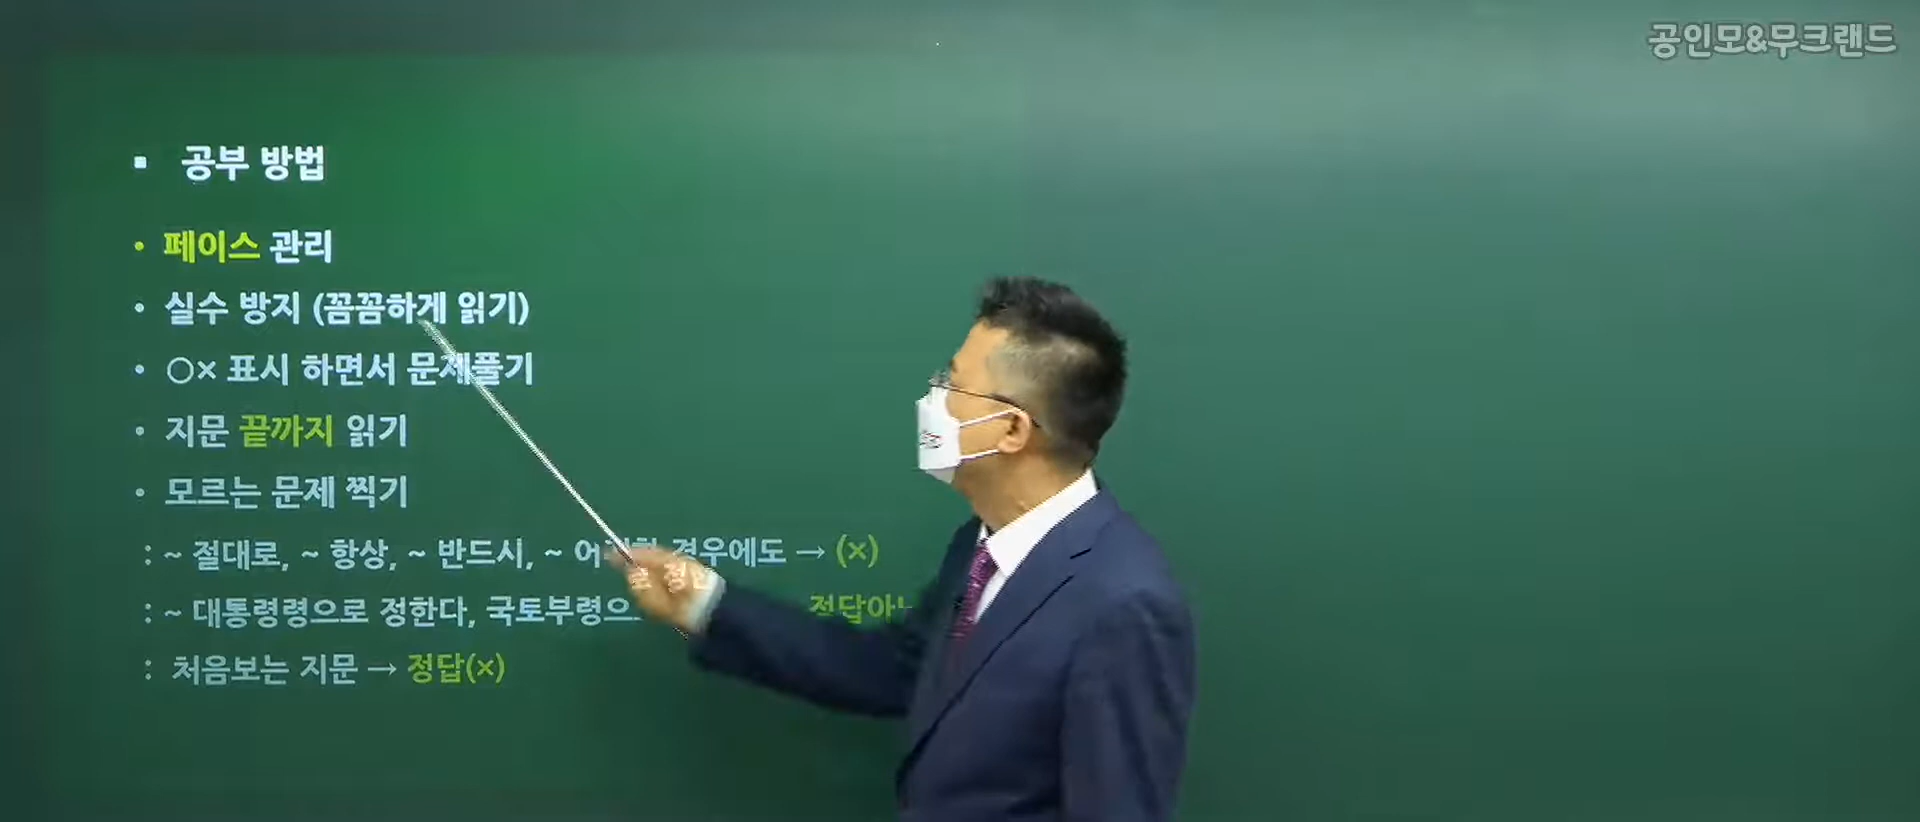 공인모&무크랜드
▪ 공부 방법
• 페이스 관리
• 실수 방지 (꼼꼼하게 읽기)
• ○× 표시 하면서 문제풀기
• 지문 끝까지 읽기
• 모르는 문제 찍기
: ~ 절대로, ~ 항상, ~ 반드시, ~ 경우에도 → (×)
: ~ 대통령령으로 정한다, 국토부령으
: 처음보는 지문 → 정답(×)